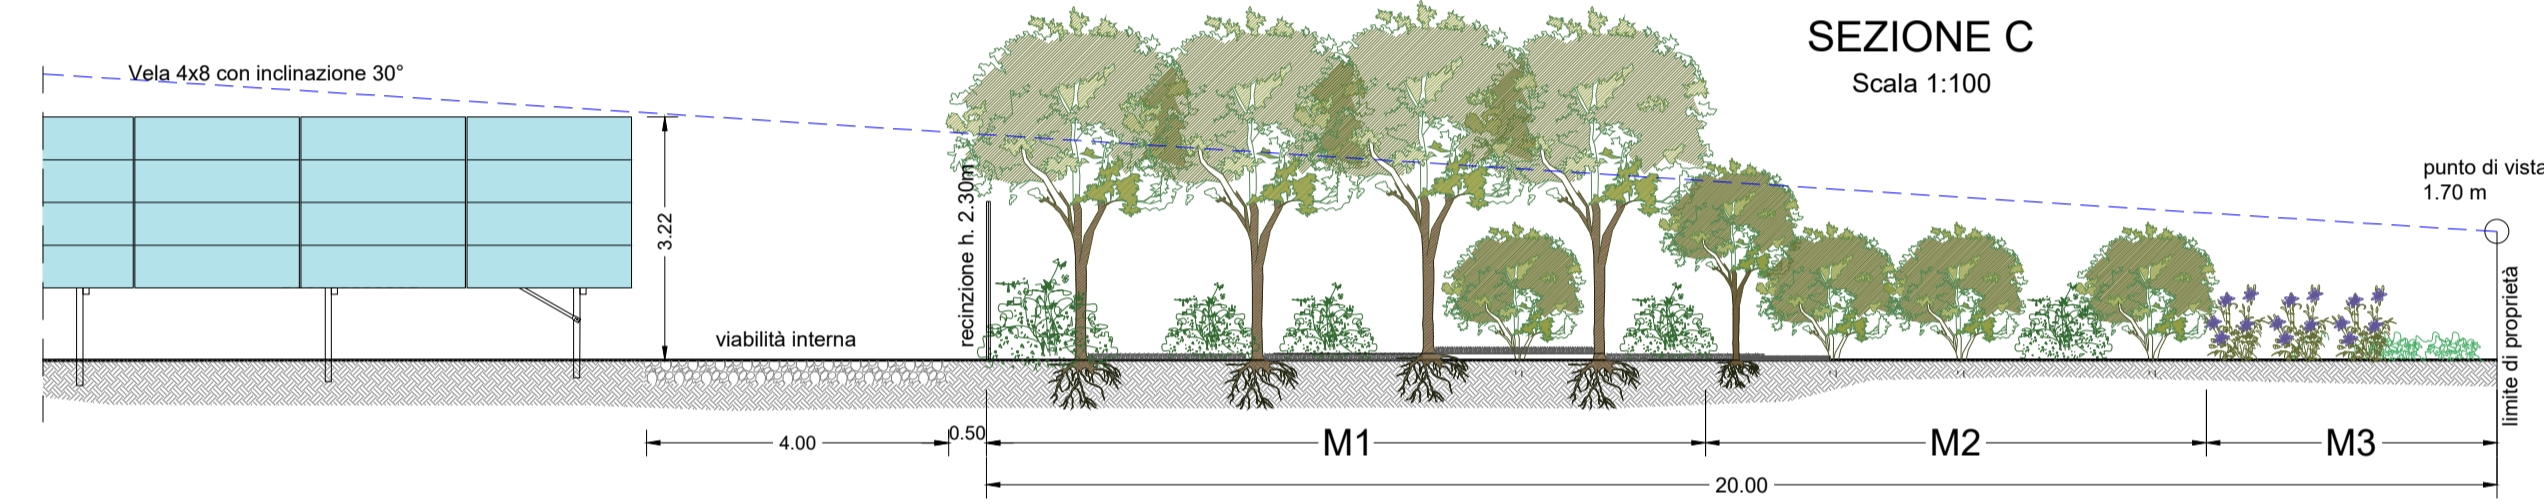 SEZIONE C
Scala 1:100
Vela 4x8 con inclinazione 30°
punto di vista
1.70 m
3.22
recinzione h. 2.30m
viabilità interna
limite di proprietà
4.00
0.50
M1
M2
M3
20.00